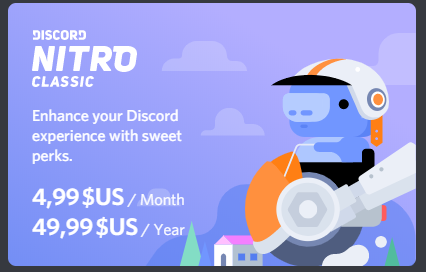 DISCORD
NITRO
CLASSIC
Enhance your Discord
experience with sweet
perks.
4,99 $US / Month
49,99 $US / Year